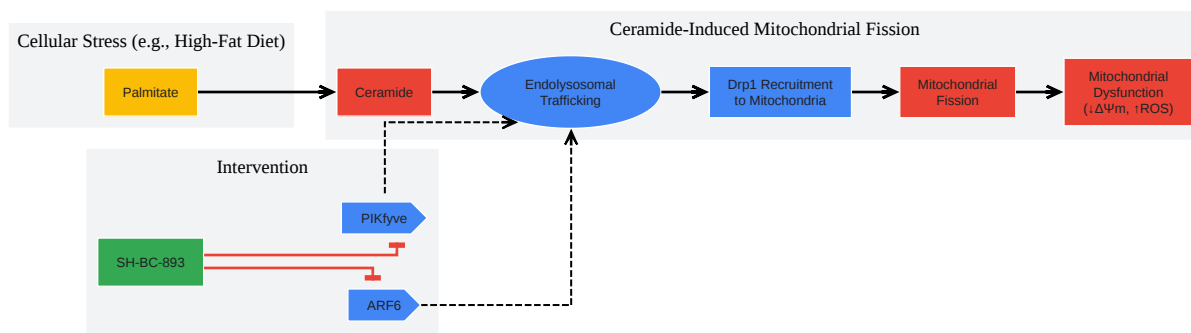 Cellular Stress (e.g., High-Fat Diet)
Ceramide-Induced Mitochondrial Fission
Palmitate
Ceramide
Endolysosomal
Trafficking
Drp1 Recruitment
to Mitochondria
Mitochondrial
Fission
Mitochondrial
Dysfunction
(↓ΔΨm, ↑ROS)
Intervention
PIKfyve
SH-BC-893
ARF6